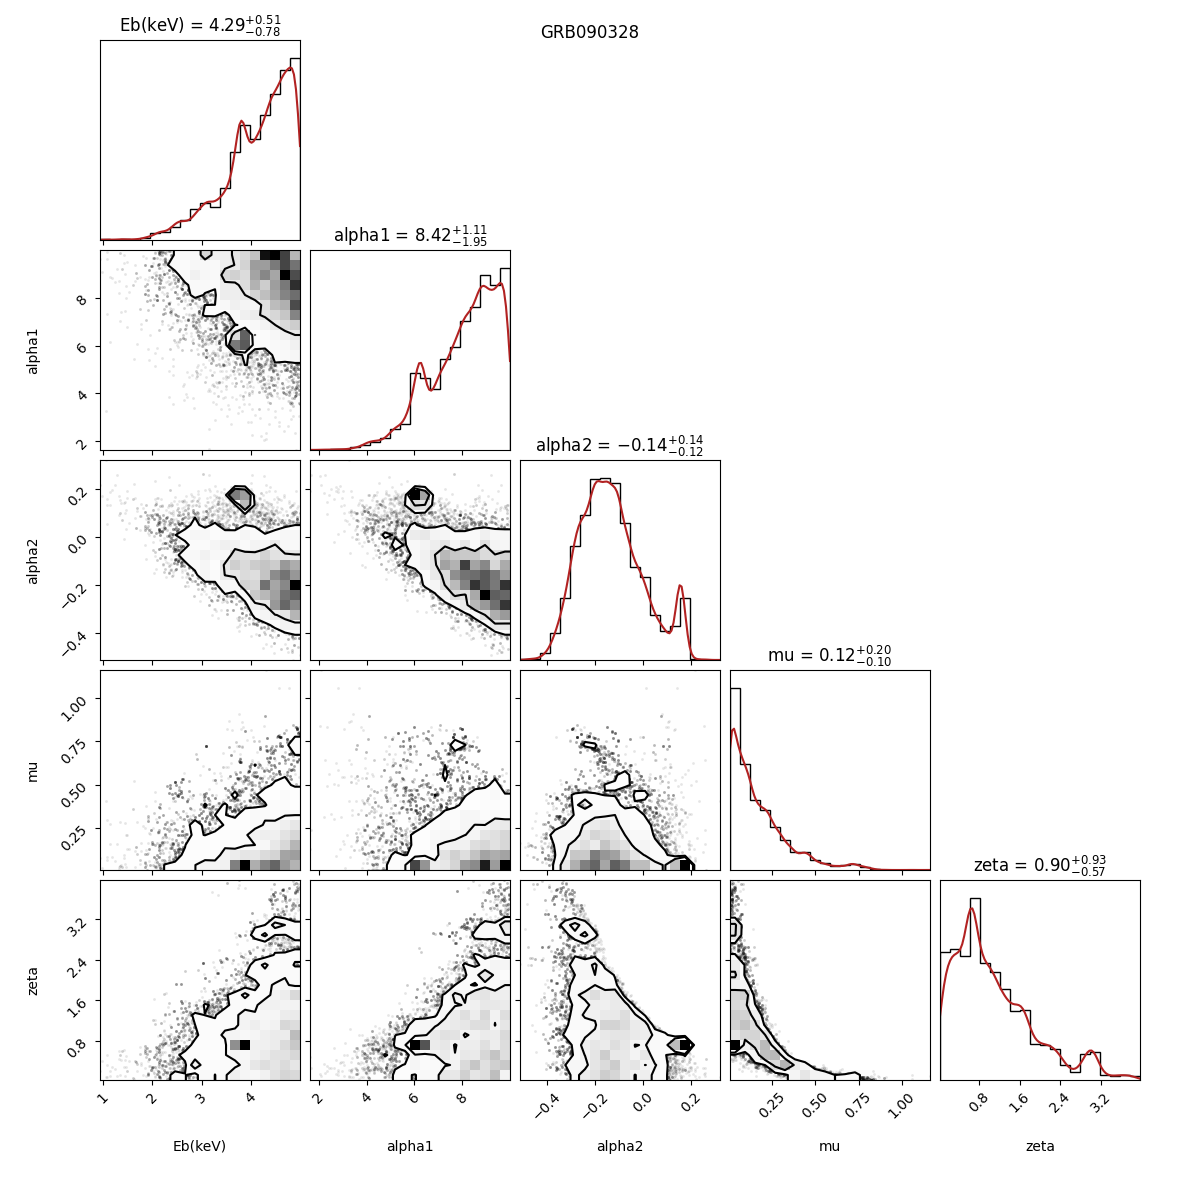 GRB090328
Eb(keV) = 4.29+0.51−0.78
alpha1 = 8.42+1.11−1.95
alpha2 = −0.14+0.14−0.12
mu = 0.12+0.20−0.10
zeta = 0.90+0.93−0.57
alpha1
8
6
4
2
alpha2
0.2
0.0
−0.2
−0.4
mu
1.00
0.75
0.50
0.25
zeta
3.2
2.4
1.6
0.8
1 2 3 4
2 4 6 8
−0.4 −0.2 0.0 0.2
0.25 0.50 0.75 1.00
0.8 1.6 2.4 3.2
Eb(keV) alpha1 alpha2 mu zeta